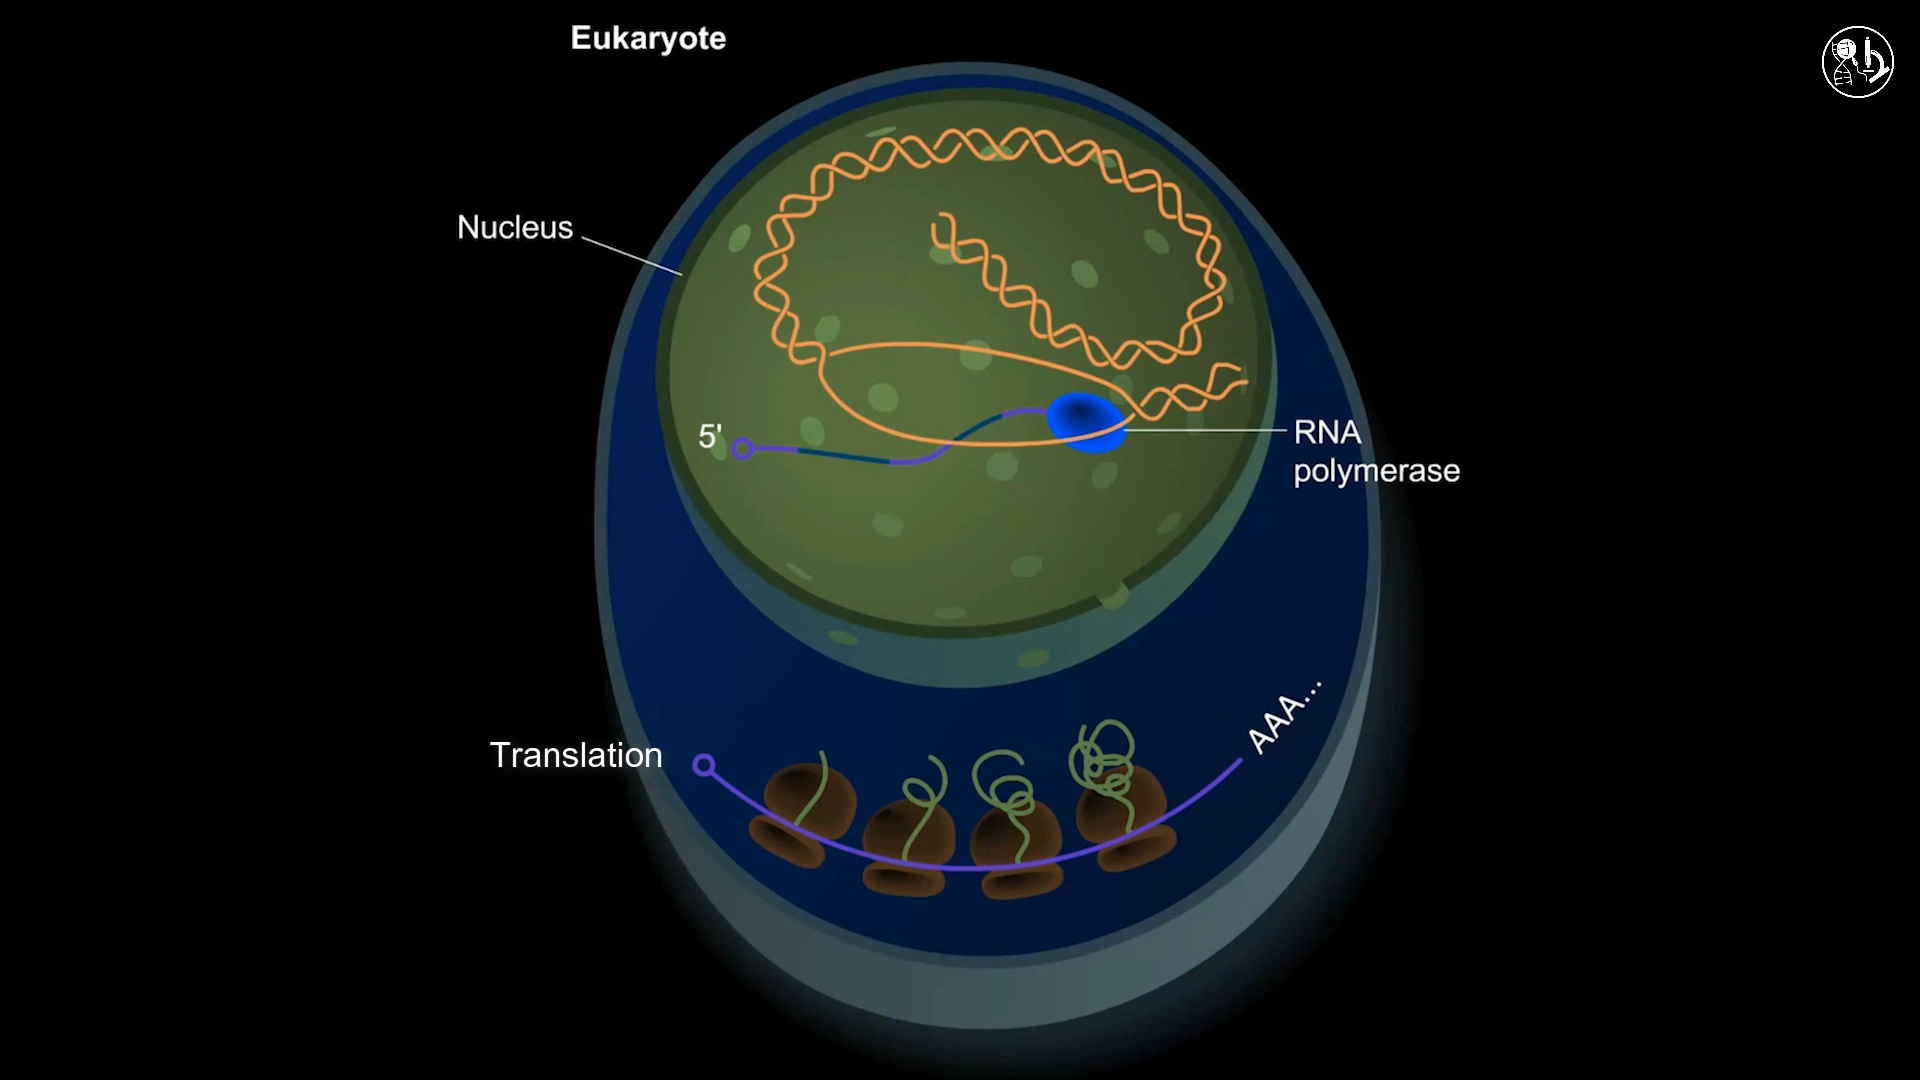 Eukaryote
Nucleus
5'
RNA
polymerase
AAA...
Translation